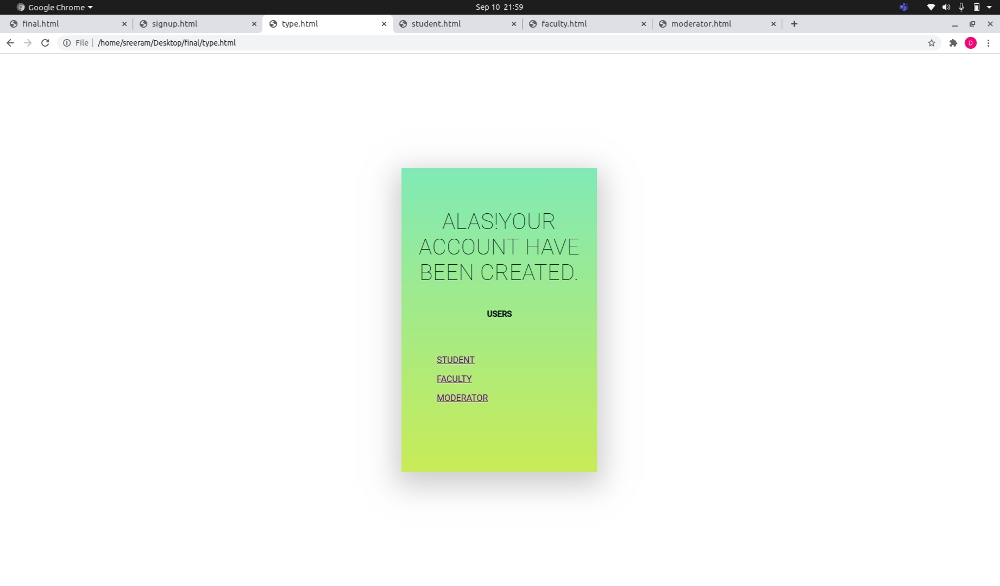 Google Chrome
Sep 10 21:59
final.html
signup.html
type.html
student.html
faculty.html
moderator.html
File
/home/sreeram/Desktop/final/type.html
D
ALAS!YOUR
ACCOUNT HAVE
BEEN CREATED.
USERS
STUDENT
FACULTY
MODERATOR